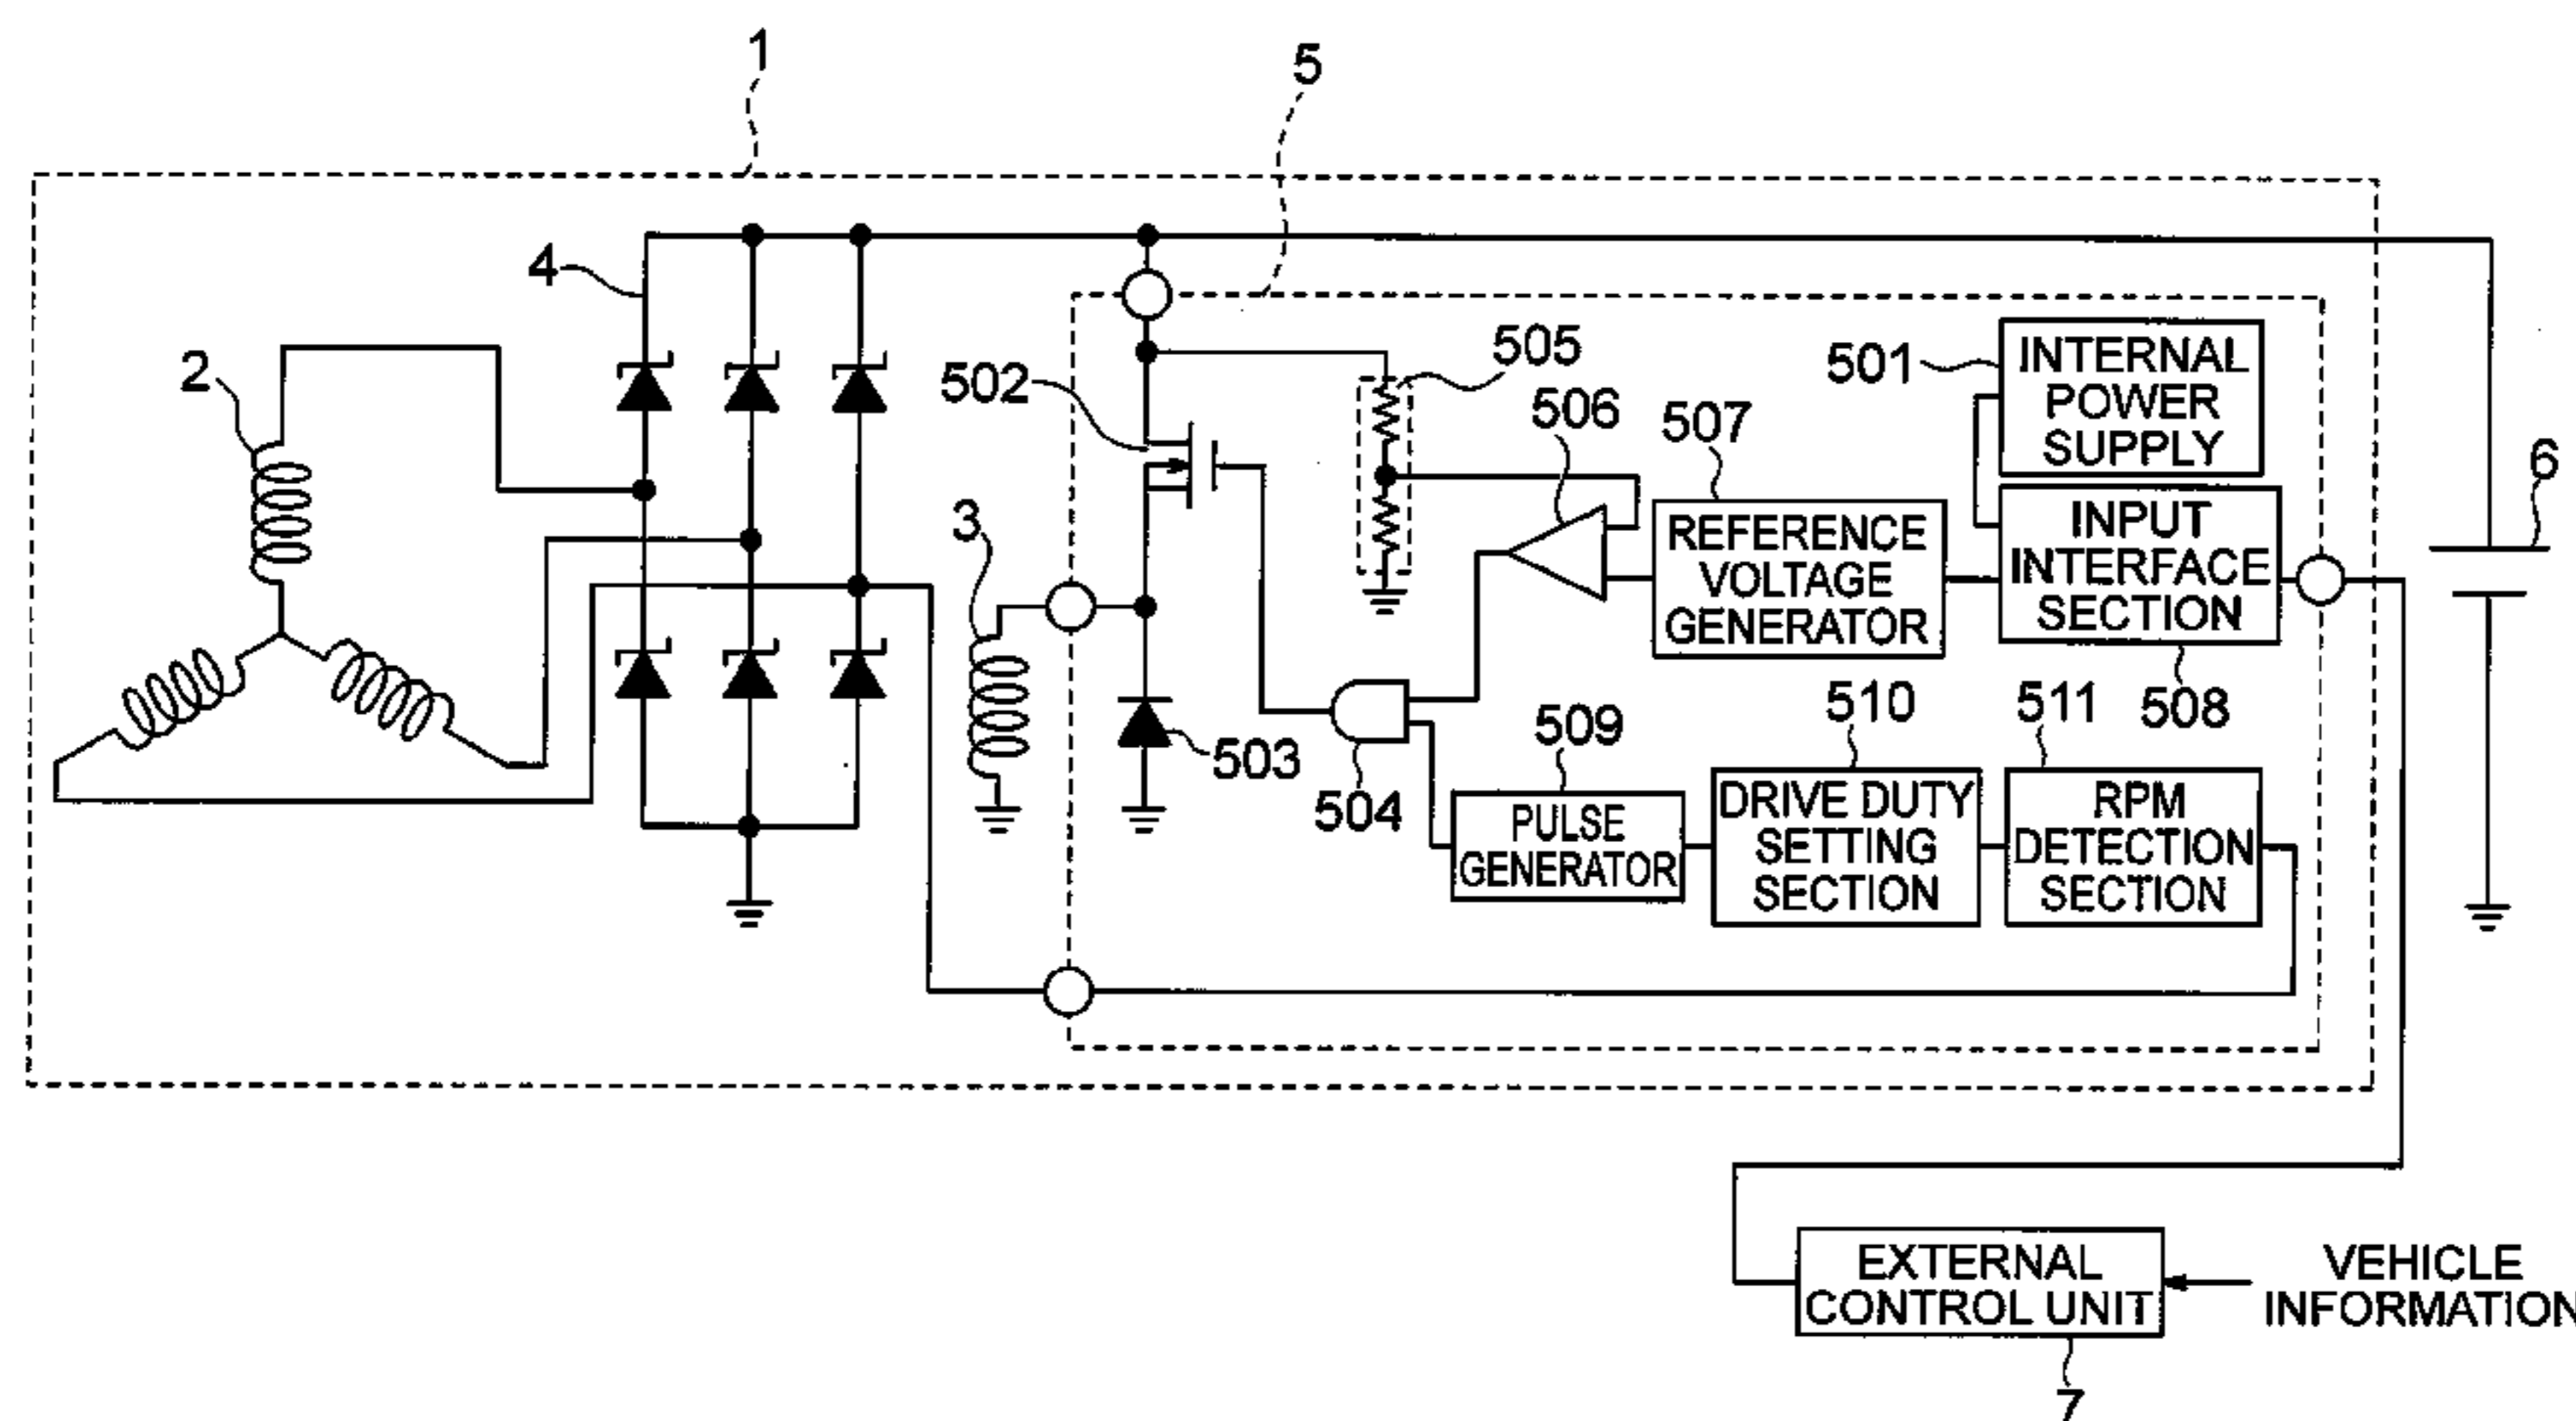 1
5
4
2
505
502
506
507
501
INTERNAL
POWER
SUPPLY
6
3
REFERENCE
VOLTAGE
GENERATOR
INPUT
INTERFACE
SECTION
503
504
509
510
511
508
PULSE
GENERATOR
DRIVE DUTY
SETTING
SECTION
RPM
DETECTION
SECTION
EXTERNAL
CONTROL UNIT
VEHICLE
INFORMATION
7